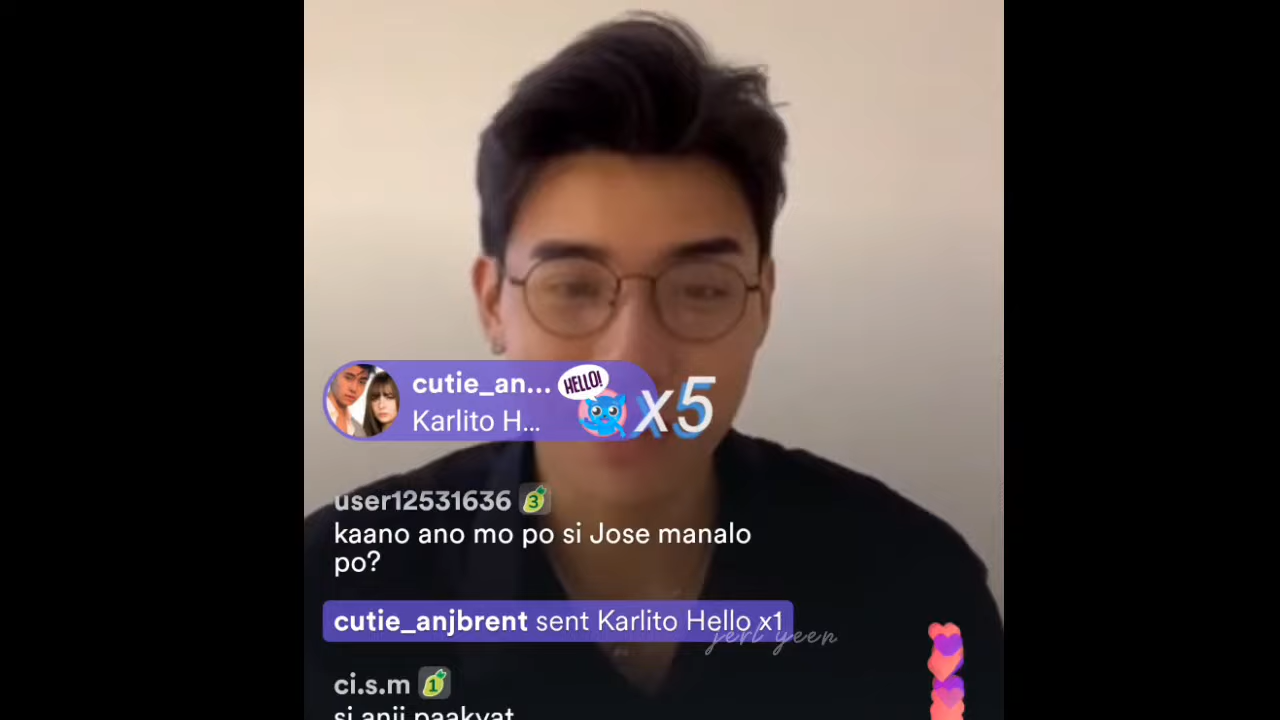 cutie_an...
HELLO!
Karlito H...
x5
user12531636 3
kaano ano mo po si Jose manalo
po?
cutie_anjbrent sent Karlito Hello x1
jerl yeen
ci.s.m 1
si anji paakyat